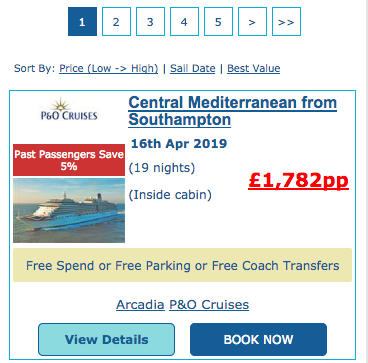 1 2 3 4 5 > >>
Sort By: Price (Low -> High) | Sail Date | Best Value
P&O CRUISES
Central Mediterranean from
Southampton
Past Passengers Save
5%
16th Apr 2019
(19 nights)
(Inside cabin)
£1,782pp
Free Spend or Free Parking or Free Coach Transfers
Arcadia P&O Cruises
View Details
BOOK NOW